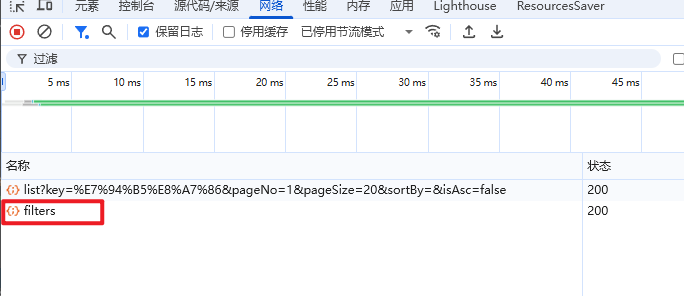 元素 控制台 源代码/来源 网络 性能 内存 应用 Lighthouse ResourcesSaver
保留日志 停用缓存 已停用节流模式
过滤
5 ms 10 ms 15 ms 20 ms 25 ms 30 ms 35 ms 40 ms 45 ms
名称 状态
list?key=%E7%94%B5%E8%A7%86&pageNo=1&pageSize=20&sortBy=&isAsc=false 200
filters 200